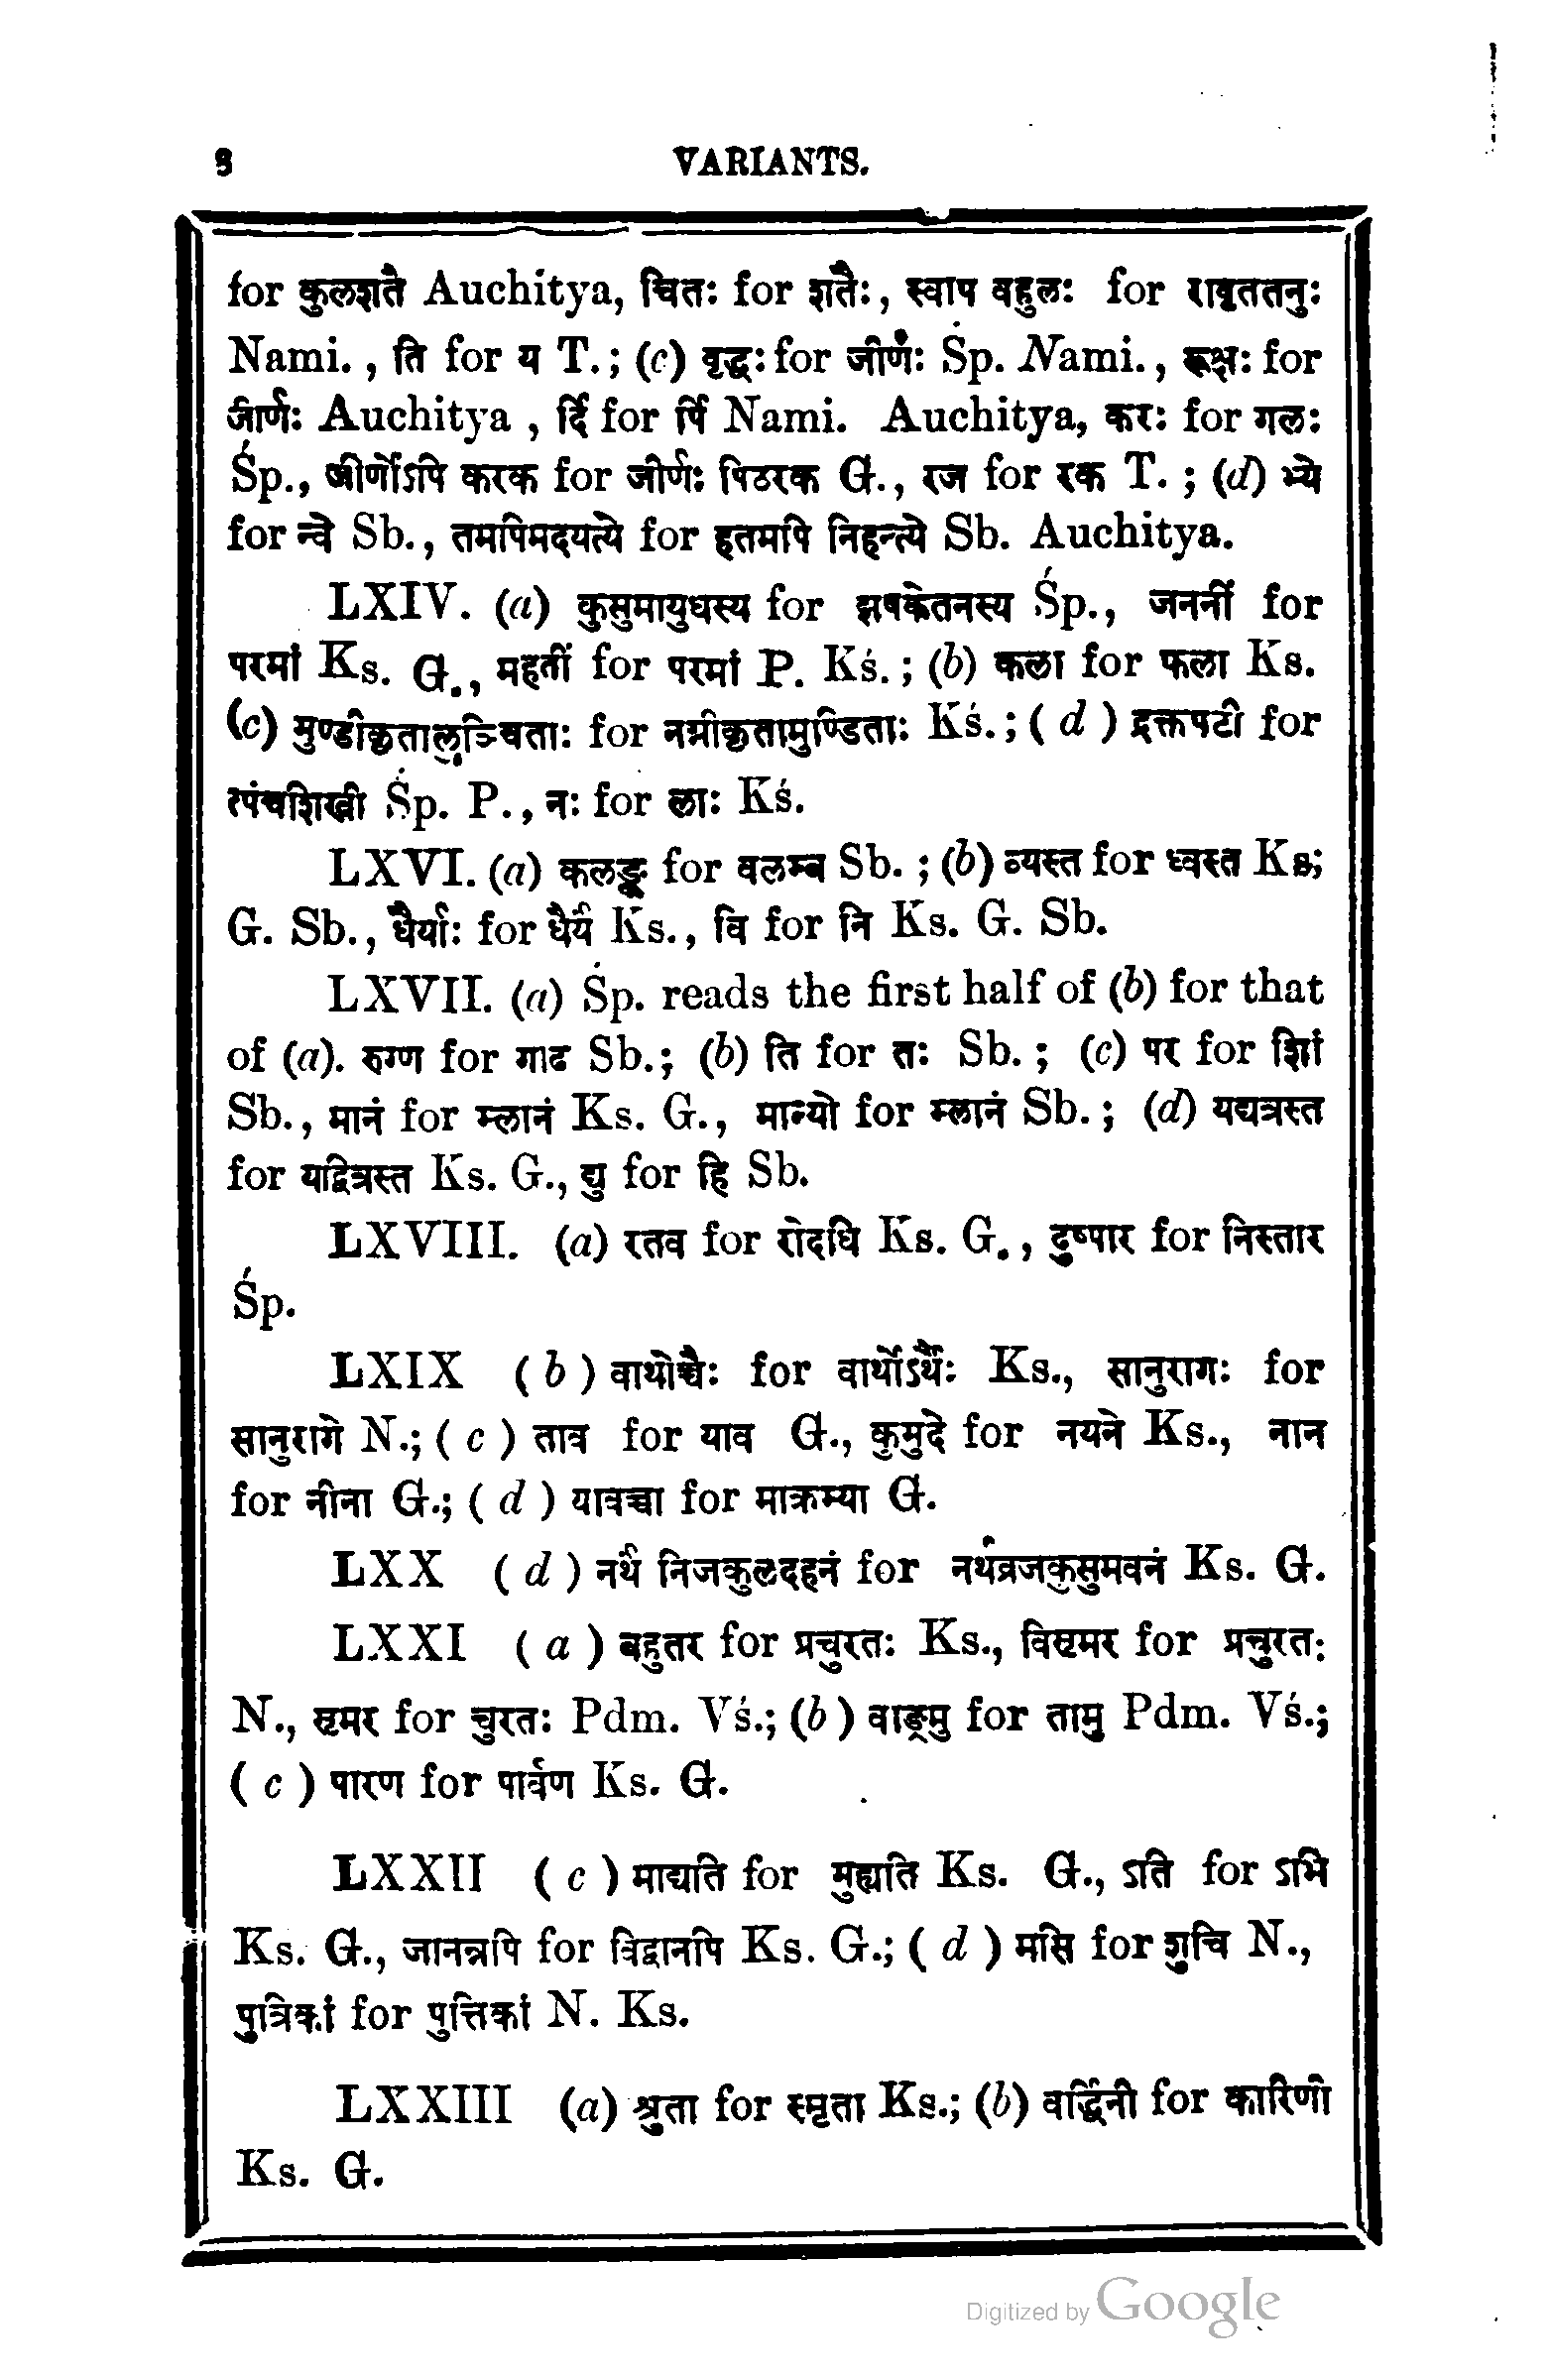 8 VARIANTS.
for कुलशतै Auchitya, चितः for शतैः, स्वाप वहुलः for रावृततनुः
Nami., ति for य T.; (c) वृद्धः for जीर्णः Śp. Nami., रूक्षः for
जीर्णः Auchitya, र्दि for र्पि Nami. Auchitya, करः for गलः
Śp., जीर्णोऽपि करक for जीर्णः पिठरक G., रज for रक T.; (d) भ्ये
for न्वे Sb., तमपिमदयत्ये for हतमपि निहन्त्ये Sb. Auchitya.
LXIV. (a) कुसुमायुधस्य for झषकेतनस्य Śp., जननीं for
परमां Ks. G., महतीं for परमां P. Kś.; (b) कला for फला Ks.
(c) मुण्डीकृतालुञ्चिताः for नग्नीकृतामुण्डिताः Kś.; (d) द्रक्तपटी for
त्पंचशिखी Śp. P., नः for लाः Kś.
LXVI. (a) कलङ्क for वलम्ब Sb.; (b) व्यस्त for ध्वस्त Ks;
G. Sb., धैर्याः for धैर्यं Ks., वि for नि Ks. G. Sb.
LXVII. (a) Śp. reads the first half of (b) for that
of (a). रुग्ण for गाढ Sb.; (b) ति for तः Sb.; (c) पर for शिां
Sb., मानं for म्लानं Ks. G., मान्यो for म्लानं Sb.; (d) यद्यत्रस्त
for यद्वित्रस्त Ks. G., द्यु for हि Sb.
LXVIII. (a) रतव for रोदधि Ks. G., दुष्पार for निस्तार
Śp.
LXIX (b) वाथोच्चैः for वार्थोऽर्थैः Ks., सानुरागः for
सानुरागे N.; (c) तात्र for याव G., कुमुदे for नयने Ks., नान
for नीना G.; (d) यावच्चा for माक्रम्या G.
LXX (d) नर्थं निजकुलदहनं for नर्थव्रजकुसुमवनं Ks. G.
LXXI (a) बहुतर for प्रचुरतः Ks., विसृमर for प्रचुरतः
N., सृमर for चुरतः Pdm. Vś.; (b) वाङ्मु for तामु Pdm. Vś.;
(c) पारण for पार्वण Ks. G.
LXXII (c) माद्यति for मुह्यति Ks. G., ऽति for ऽभि
Ks. G., जानन्नपि for विद्वानपि Ks. G.; (d) मसि for शुचि N.,
पुत्रिकां for पुत्तिकां N. Ks.
LXXIII (a) श्रुता for स्मृता Ks.; (b) वर्द्धिनी for कारिणी
Ks. G.
Digitized by Google